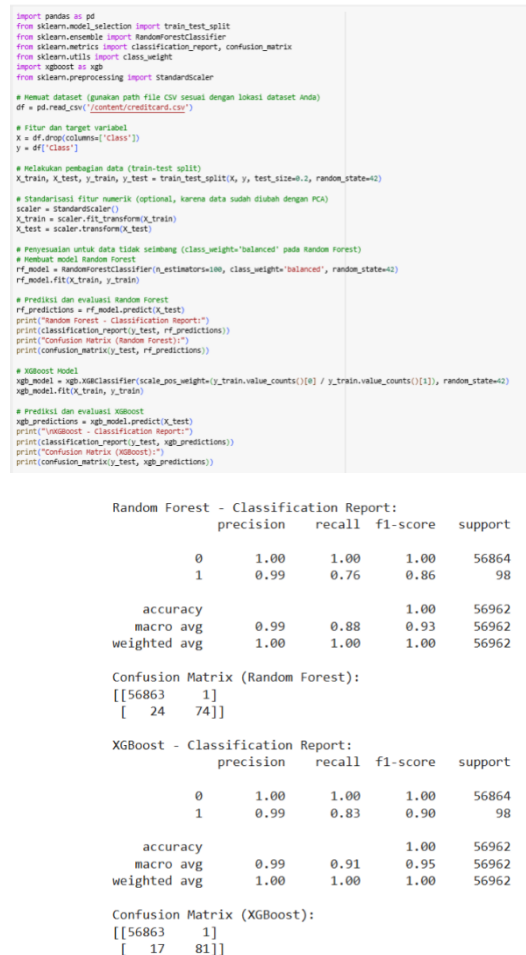 import pandas as pd
from sklearn.model_selection import train_test_split
from sklearn.ensemble import RandomForestClassifier
from sklearn.metrics import classification_report, confusion_matrix
from sklearn.utils import class_weight
import xgboost as xgb
from sklearn.preprocessing import StandardScaler
# Memuat dataset (gunakan path file CSV sesuai dengan lokasi dataset Anda)
df = pd.read_csv('/content/creditcard.csv')
# Fitur dan target variabel
X = df.drop(columns=['Class'])
y = df['Class']
# Melakukan pembagian data (train-test split)
X_train, X_test, y_train, y_test = train_test_split(X, y, test_size=0.2, random_state=42)
# Standarisasi fitur numerik (optional, karena data sudah diubah dengan PCA)
scaler = StandardScaler()
X_train = scaler.fit_transform(X_train)
X_test = scaler.transform(X_test)
# Penyesuaian untuk data tidak seimbang (class_weight='balanced' pada Random Forest)
# Membuat model Random Forest
rf_model = RandomForestClassifier(n_estimators=100, class_weight='balanced', random_state=42)
rf_model.fit(X_train, y_train)
# Prediksi dan evaluasi Random Forest
rf_predictions = rf_model.predict(X_test)
print("Random Forest - Classification Report:")
print(classification_report(y_test, rf_predictions))
print("Confusion Matrix (Random Forest):")
print(confusion_matrix(y_test, rf_predictions))
# XGBoost Model
xgb_model = xgb.XGBClassifier(scale_pos_weight=(y_train.value_counts()[0] / y_train.value_counts()[1]), random_state=42)
xgb_model.fit(X_train, y_train)
# Prediksi dan evaluasi XGBoost
xgb_predictions = xgb_model.predict(X_test)
print("\nXGBoost - Classification Report:")
print(classification_report(y_test, xgb_predictions))
print("Confusion Matrix (XGBoost):")
print(confusion_matrix(y_test, xgb_predictions))
Random Forest - Classification Report:
precision recall f1-score support
0 1.00 1.00 1.00 56864
1 0.99 0.76 0.86 98
accuracy 1.00 56962
macro avg 0.99 0.88 0.93 56962
weighted avg 1.00 1.00 1.00 56962
Confusion Matrix (Random Forest):
[[56863 1]
[ 24 74]]
XGBoost - Classification Report:
precision recall f1-score support
0 1.00 1.00 1.00 56864
1 0.99 0.83 0.90 98
accuracy 1.00 56962
macro avg 0.99 0.91 0.95 56962
weighted avg 1.00 1.00 1.00 56962
Confusion Matrix (XGBoost):
[[56863 1]
[ 17 81]]